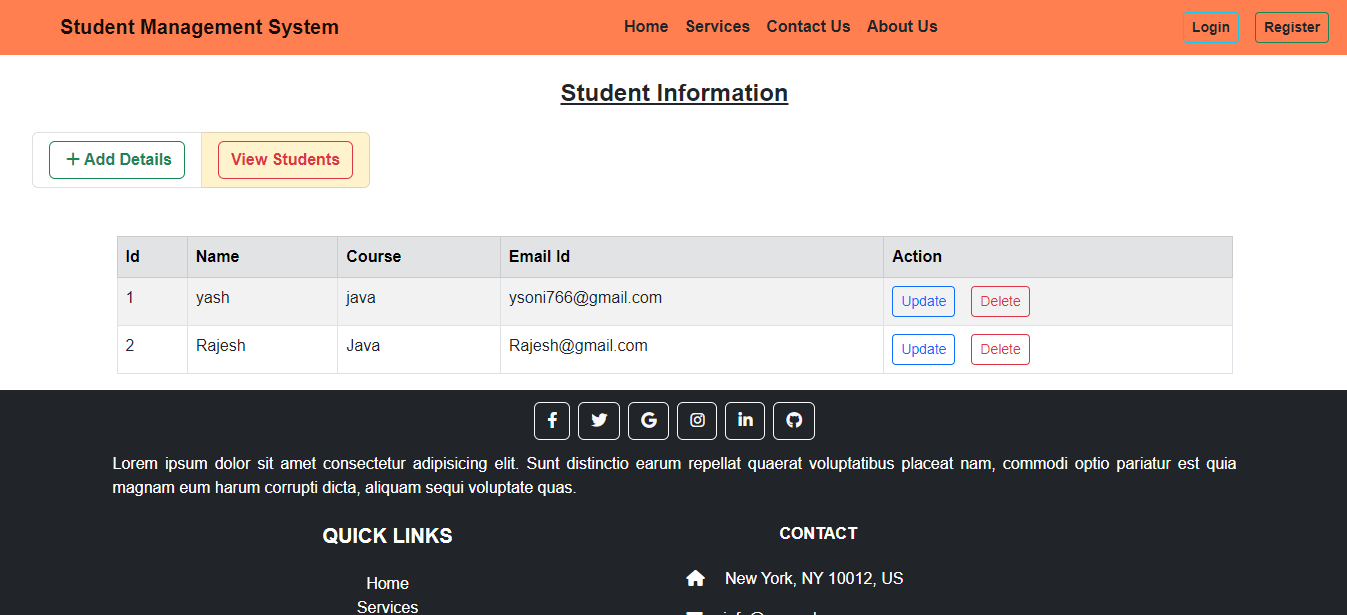 Student Management System Home Services Contact Us About Us Login Register
Student Information
+ Add Details View Students
Id Name Course Email Id Action
1 yash java ysoni766@gmail.com Update Delete
2 Rajesh Java Rajesh@gmail.com Update Delete
Lorem ipsum dolor sit amet consectetur adipisicing elit. Sunt distinctio earum repellat quaerat voluptatibus placeat nam, commodi optio pariatur est quia
magnam eum harum corrupti dicta, aliquam sequi voluptate quas.
QUICK LINKS
Home
Services
CONTACT
New York, NY 10012, US